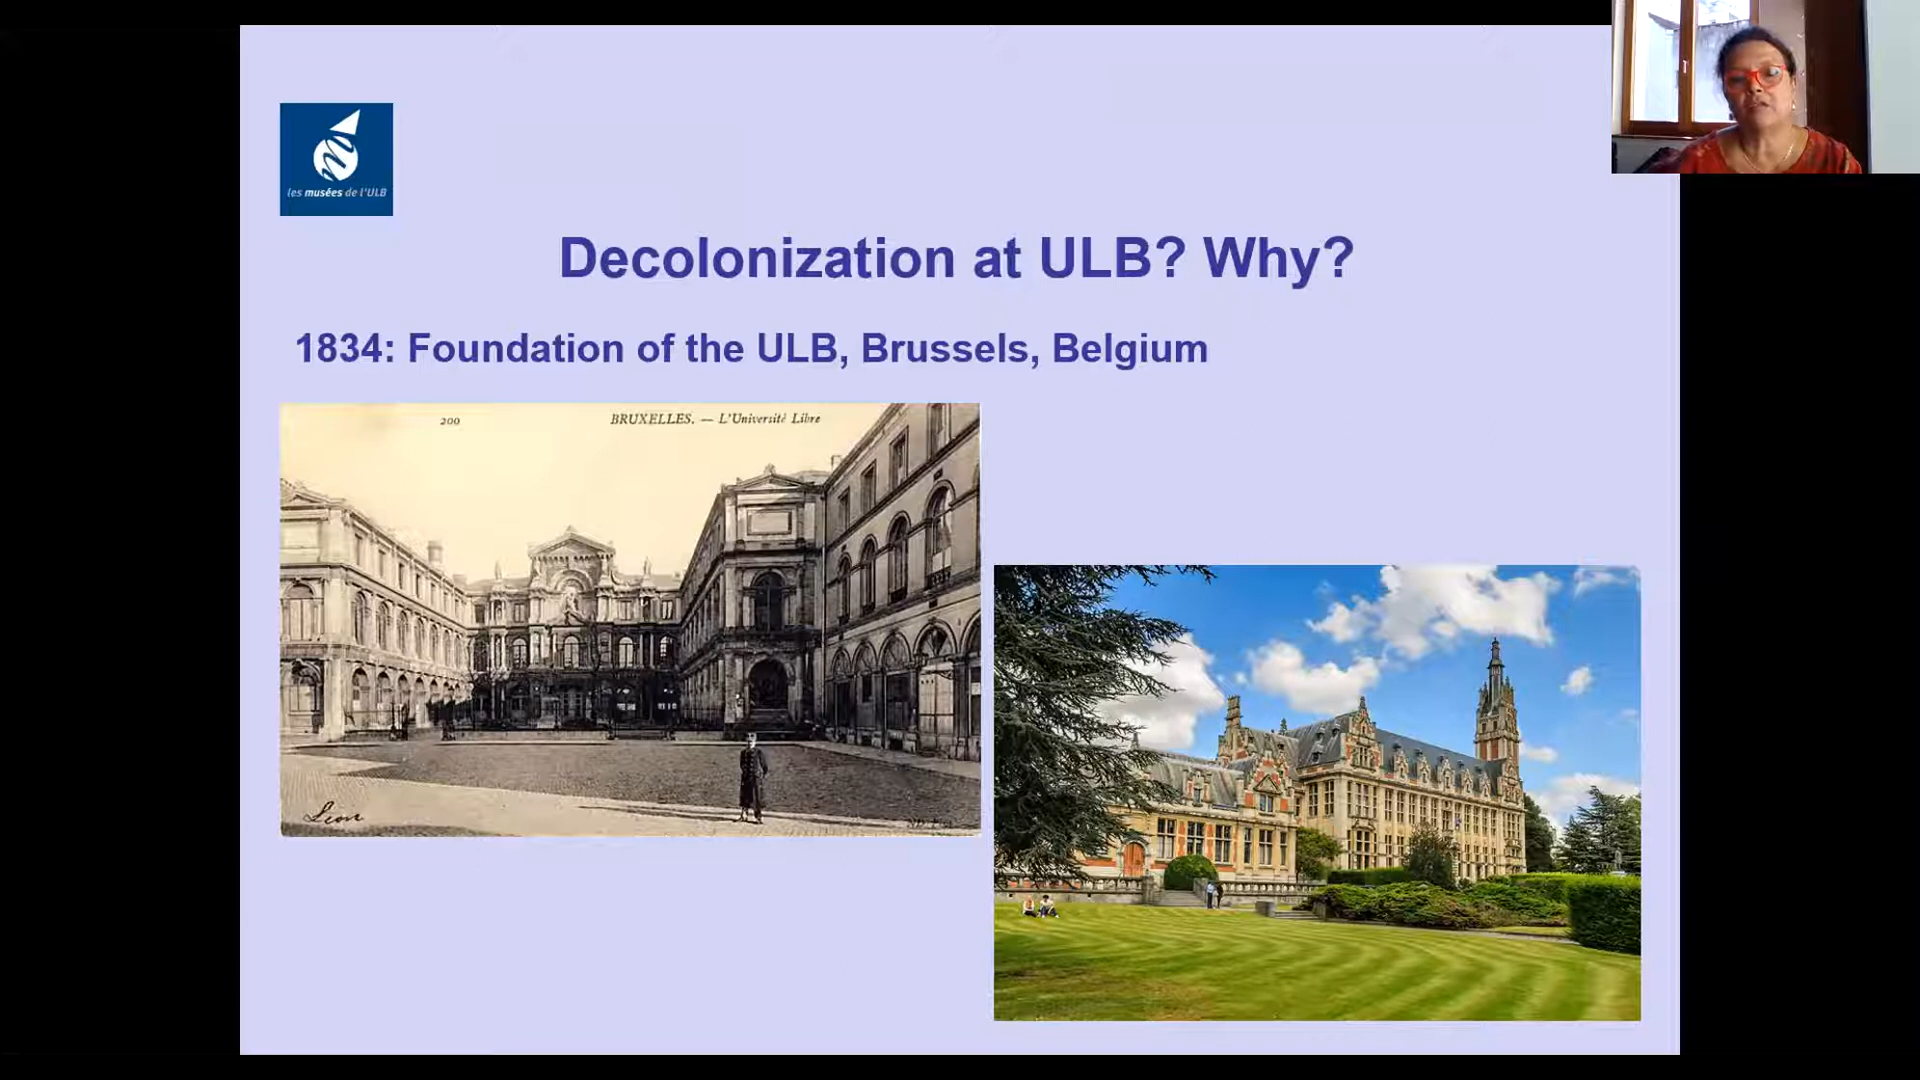 les musées de l'ULB
Decolonization at ULB? Why?
1834: Foundation of the ULB, Brussels, Belgium
200 BRUXELLES. — L'Université Libre
Leon